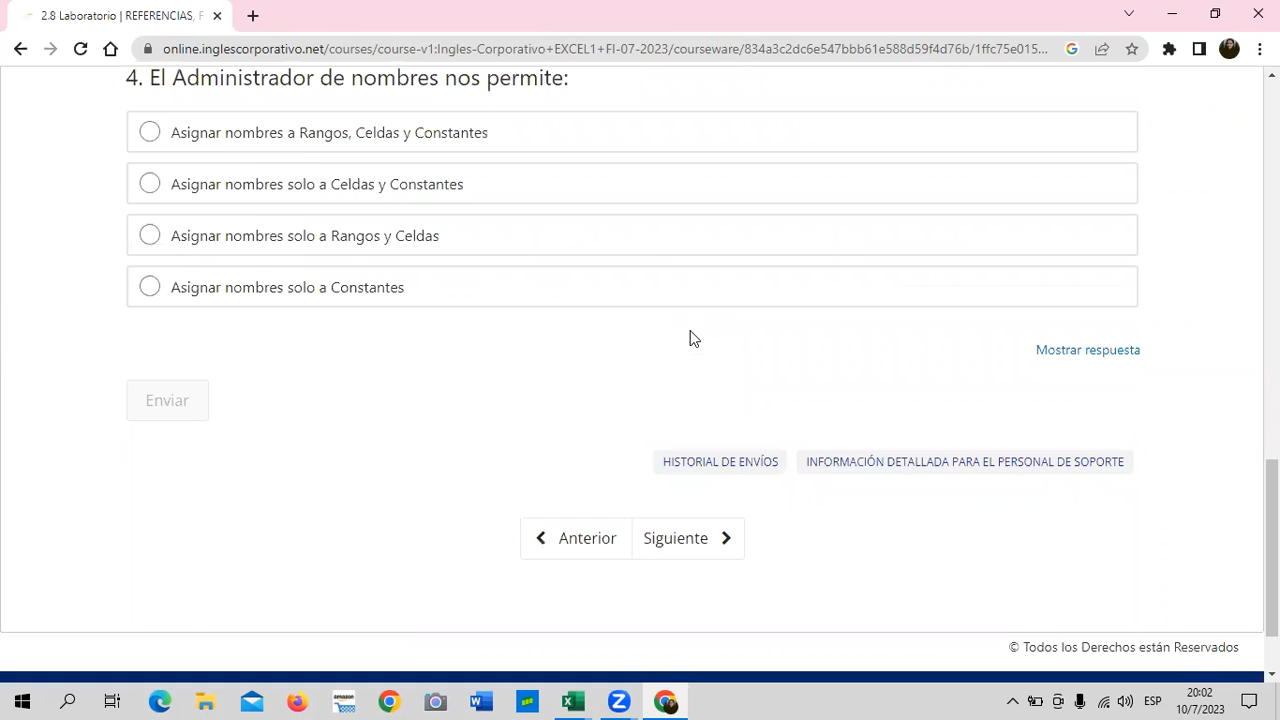 2.8 Laboratorio | REFERENCIAS, F
online.inglescorporativo.net/courses/course-v1:Ingles-Corporativo+EXCEL1+FI-07-2023/courseware/834a3c2dc5e547bbb61e588d59f4d76b/1ffc75e015...
4. El Administrador de nombres nos permite:
Asignar nombres a Rangos, Celdas y Constantes
Asignar nombres solo a Celdas y Constantes
Asignar nombres solo a Rangos y Celdas
Asignar nombres solo a Constantes
Mostrar respuesta
Enviar
HISTORIAL DE ENVÍOS
INFORMACIÓN DETALLADA PARA EL PERSONAL DE SOPORTE
Anterior
Siguiente
© Todos los Derechos están Reservados
ESP
20:02
10/7/2023